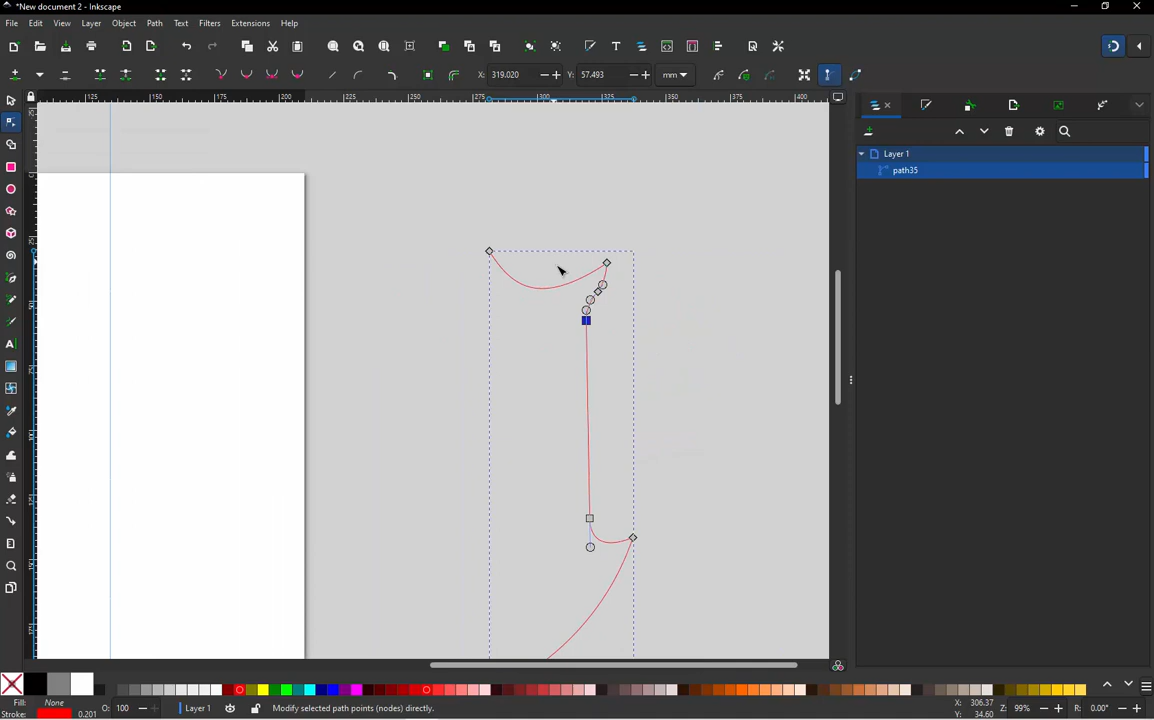 *New document 2 - Inkscape
File Edit View Layer Object Path Text Filters Extensions Help
X: 319.020 Y: 57.493 mm
125 150 175 200 225 250 275 300 325 350 375 400
Layer 1
path35
Fill: None
Stroke: 0.201
O: 100
Layer 1
Modify selected path points (nodes) directly.
X: 306.37
Y: 34.60
Z: 99%
R: 0.00°